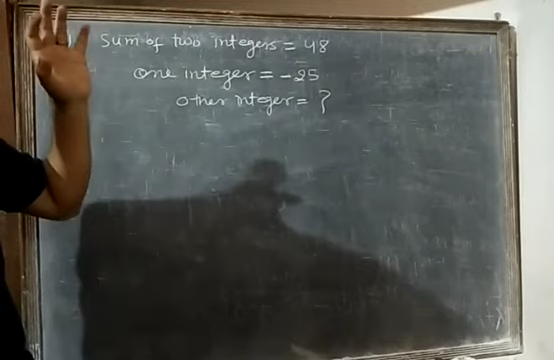 Sum of two integers = 48
one integer = -25
other integer = ?